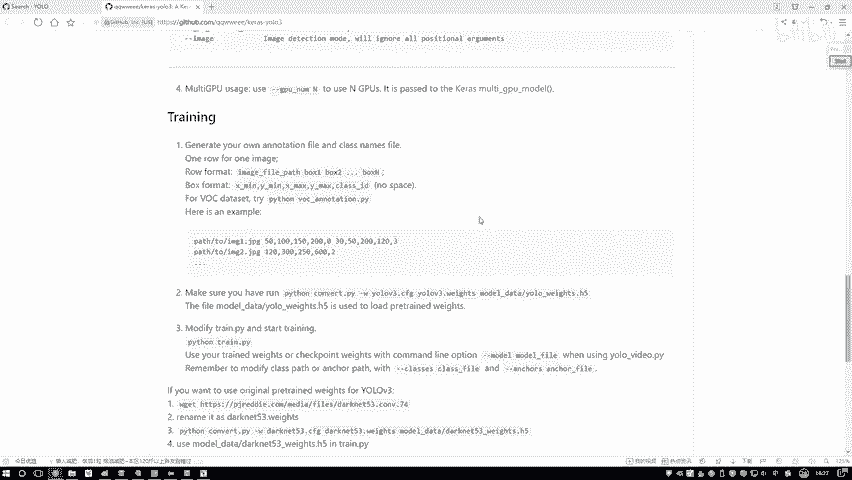 Search · YOLO
qqwweee/keras-yolo3: A Ke
https://github.com/qqwweee/keras-yolo3
bilibili
--image Image detection mode, will ignore all positional arguments
4. MultiGPU usage: use --gpu_num N to use N GPUs. It is passed to the Keras multi_gpu_model().
Training
1. Generate your own annotation file and class names file.
One row for one image;
Row format: image_file_path box1 box2 ... boxN;
Box format: x_min,y_min,x_max,y_max,class_id (no space).
For VOC dataset, try python voc_annotation.py
Here is an example:
path/to/img1.jpg 50,100,150,200,0 30,50,200,120,3
path/to/img2.jpg 120,300,250,600,2
...
2. Make sure you have run python convert.py -w yolov3.cfg yolov3.weights model_data/yolo_weights.h5
The file model_data/yolo_weights.h5 is used to load pretrained weights.
3. Modify train.py and start training.
python train.py
Use your trained weights or checkpoint weights with command line option --model model_file when using yolo_video.py
Remember to modify class path or anchor path, with --classes class_file and --anchors anchor_file.
If you want to use original pretrained weights for YOLOv3:
1. wget https://pjreddie.com/media/files/darknet53.conv.74
2. rename it as darknet53.weights
3. python convert.py -w darknet53.cfg darknet53.weights model_data/darknet53_weights.h5
4. use model_data/darknet53_weights.h5 in train.py